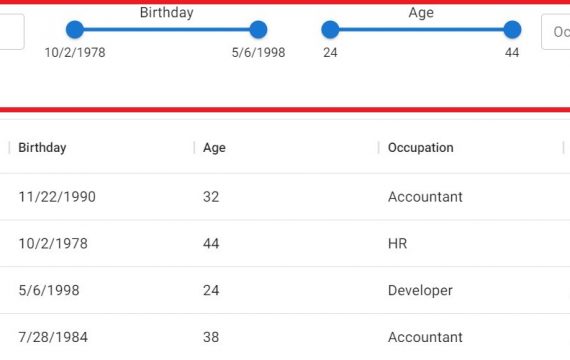 Birthday Age
10/2/1978 5/6/1998 24 44
Birthday Age Occupation
11/22/1990 32 Accountant
10/2/1978 44 HR
5/6/1998 24 Developer
7/28/1984 38 Accountant